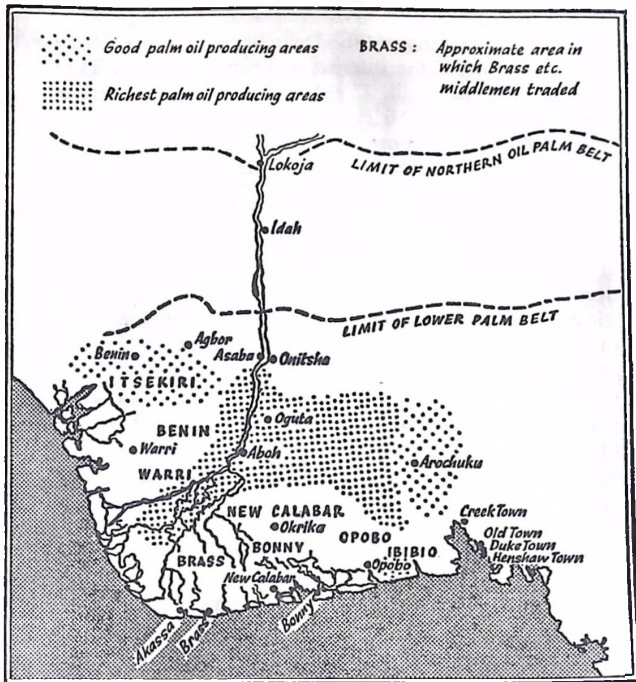 Good palm oil producing areas
Richest palm oil producing areas
BRASS : Approximate area in
which Brass etc.
middlemen traded
Lokoja
LIMIT OF NORTHERN OIL PALM BELT
Idah
LIMIT OF LOWER PALM BELT
Agbor
Benin
Asaba
Onitsha
ITSEKIRI
Oguta
BENIN
Warri
Aboh
Arochuku
WARRI
NEW CALABAR
Okrika
Creek Town
OPOBO
Old Town
Duke Town
Henshaw Town
BONNY
IBIBIO
BRASS
Opobo
New Calabar
Akassa
Brass
Bonny